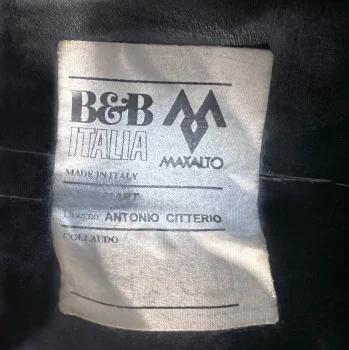 B&B
ITALIA
MAXALTO
MADE IN ITALY
Disegno ANTONIO CITTERIO
COLLAUDO